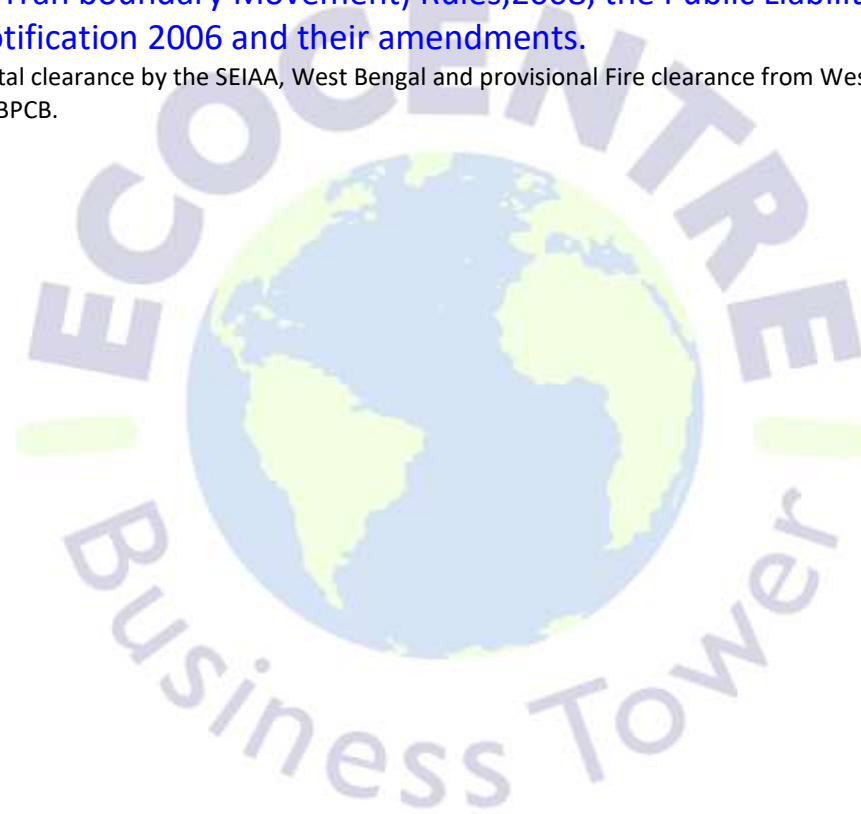 Tran boundary Movement) Rules,2008, the Public Liabilit
otification 2006 and their amendments.
tal clearance by the SEIAA, West Bengal and provisional Fire clearance from Wes
BPCB.
ECOCENTRE
Business Tower